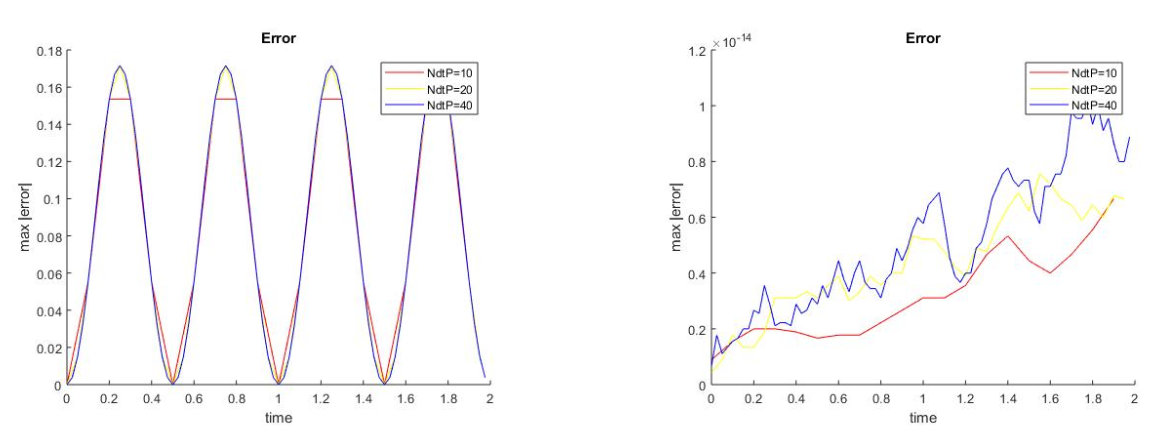 Error
0.18
0.16
0.14
0.12
0.1
0.08
0.06
0.04
0.02
0
max |error|
NdtP=10
NdtP=20
NdtP=40
0 0.2 0.4 0.6 0.8 1 1.2 1.4 1.6 1.8 2
time
Error
×10-14
1.2
1
0.8
0.6
0.4
0.2
0
max |error|
NdtP=10
NdtP=20
NdtP=40
0 0.2 0.4 0.6 0.8 1 1.2 1.4 1.6 1.8 2
time